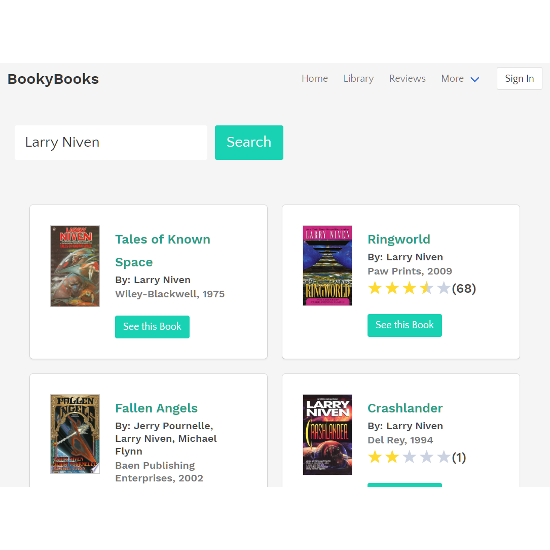 BookyBooks
Home
Library
Reviews
More
Sign In
Larry Niven
Search
LARRY
NIVEN
Tales of Known
Space
By: Larry Niven
Wiley-Blackwell, 1975
See this Book
LARRY NIVEN
RINGWORLD
Ringworld
By: Larry Niven
Paw Prints, 2009
(68)
See this Book
FALLEN
ANGELS
Fallen Angels
By: Jerry Pournelle,
Larry Niven, Michael
Flynn
Baen Publishing
Enterprises, 2002
LARRY
NIVEN
CRASHLANDER
Crashlander
By: Larry Niven
Del Rey, 1994
(1)